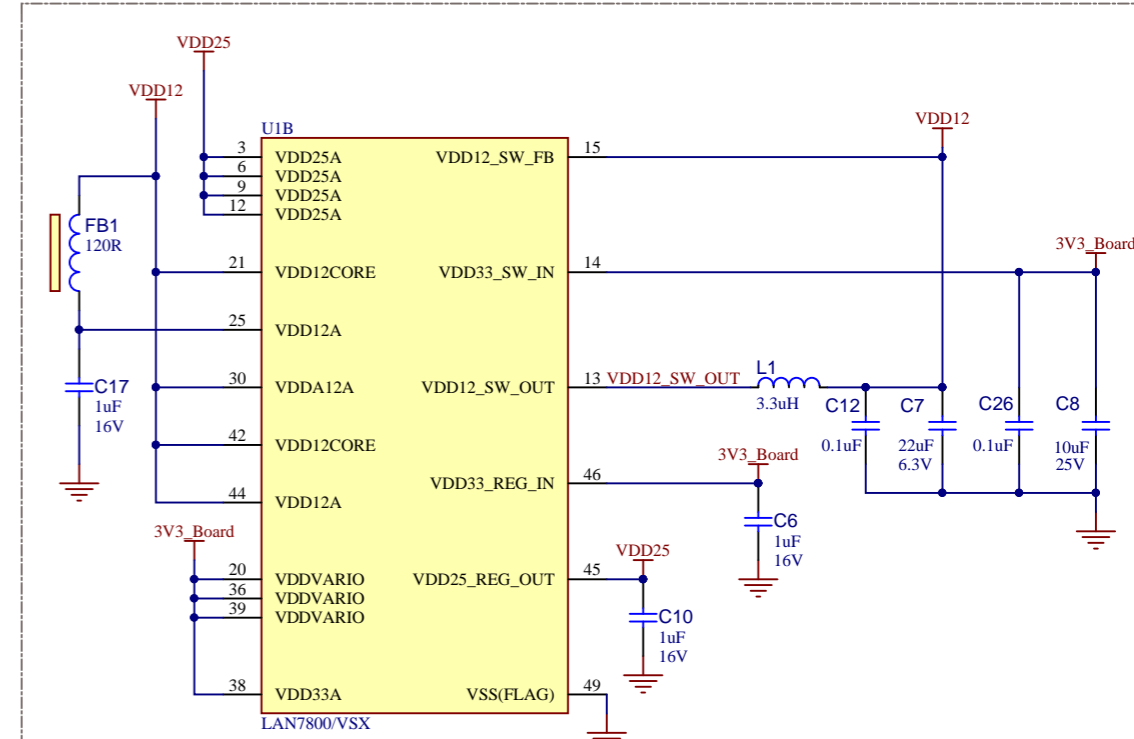 VDD25
VDD12
U1B
VDD12
3 VDD25A VDD12_SW_FB 15
6 VDD25A
9 VDD25A
12 VDD25A
FB1
120R
3V3_Board
21 VDD12CORE VDD33_SW_IN 14
25 VDD12A
C17
1uF
16V
30 VDDA12A VDD12_SW_OUT 13 VDD12_SW_OUT
L1
3.3uH
C12
0.1uF
C7
22uF
6.3V
C26
0.1uF
C8
10uF
25V
42 VDD12CORE
3V3_Board
VDD33_REG_IN 46
44 VDD12A
C6
1uF
16V
3V3_Board
VDD25
20 VDDVARIO VDD25_REG_OUT 45
36 VDDVARIO
39 VDDVARIO
C10
1uF
16V
38 VDD33A VSS(FLAG) 49
LAN7800/VSX